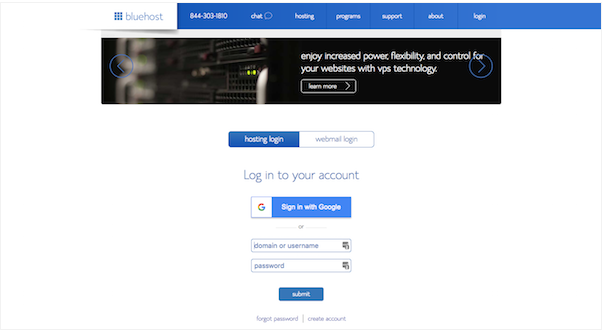 bluehost 844-303-1810 chat hosting programs support about login
enjoy increased power, flexibility, and control for
your websites with vps technology.
learn more
hosting login webmail login
Log in to your account
Sign in with Google
or
domain or username
password
submit
forgot password | create account